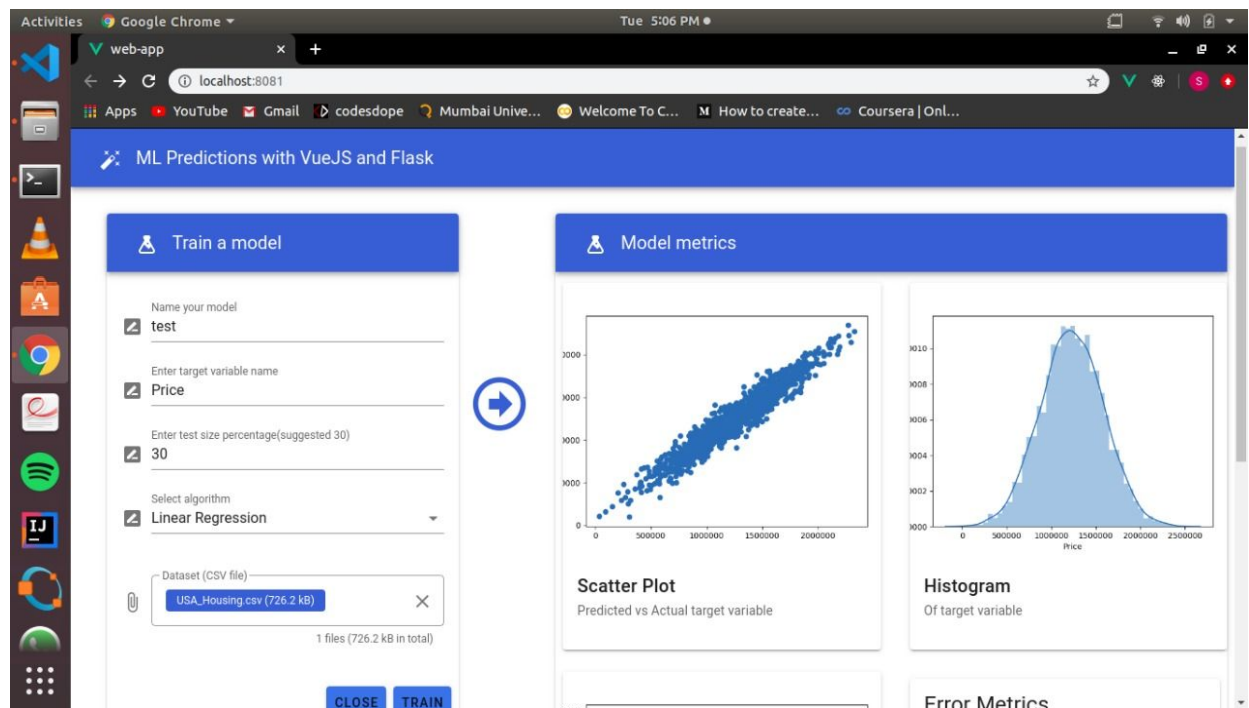 Activities
Google Chrome
Tue 5:06 PM
web-app
localhost:8081
S
Apps
YouTube
Gmail
codesdope
Mumbai Unive...
Welcome To C...
How to create...
Coursera | Onl...
ML Predictions with VueJS and Flask
Train a model
Name your model
test
Enter target variable name
Price
Enter test size percentage(suggested 30)
30
Select algorithm
Linear Regression
Dataset (CSV file)
USA_Housing.csv (726.2 kB)
1 files (726.2 kB in total)
CLOSE
TRAIN
Model metrics
0
0 500000 1000000 1500000 2000000
Scatter Plot
Predicted vs Actual target variable
0 500000 1000000 1500000 2000000 2500000
Price
Histogram
Of target variable
Error Metrics
IJ